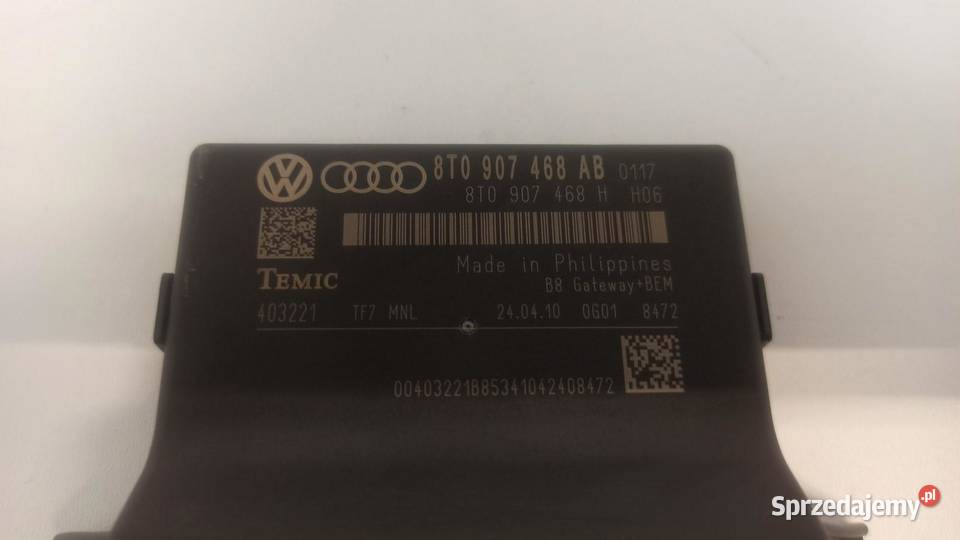 8T0 907 468 AB 0117
8T0 907 468 H H06
TEMIC
Made in Philippines
B8 Gateway+BEM
403221 TF7 MNL 24.04.10 0G01 8472
00403221B85341042408472
Sprzedajemy.pl